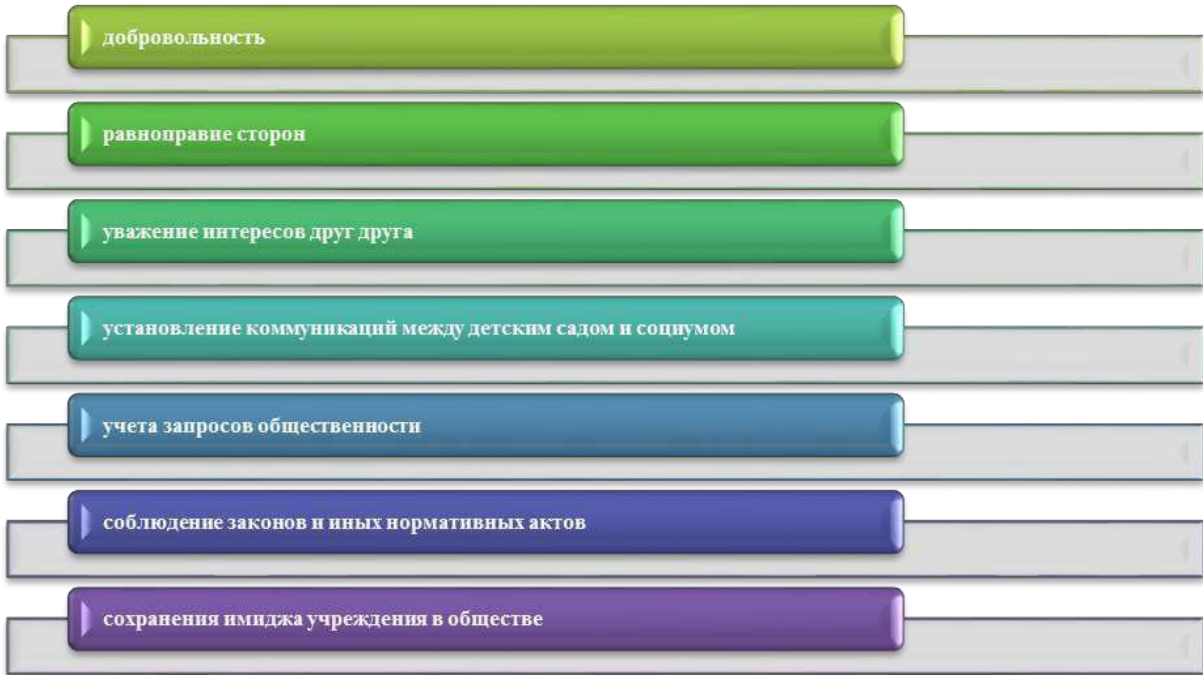 добровольность
равноправие сторон
уважение интересов друг друга
установление коммуникаций между детским садом и социумом
учета запросов общественности
соблюдение законов и иных нормативных актов
сохранения имиджа учреждения в обществе